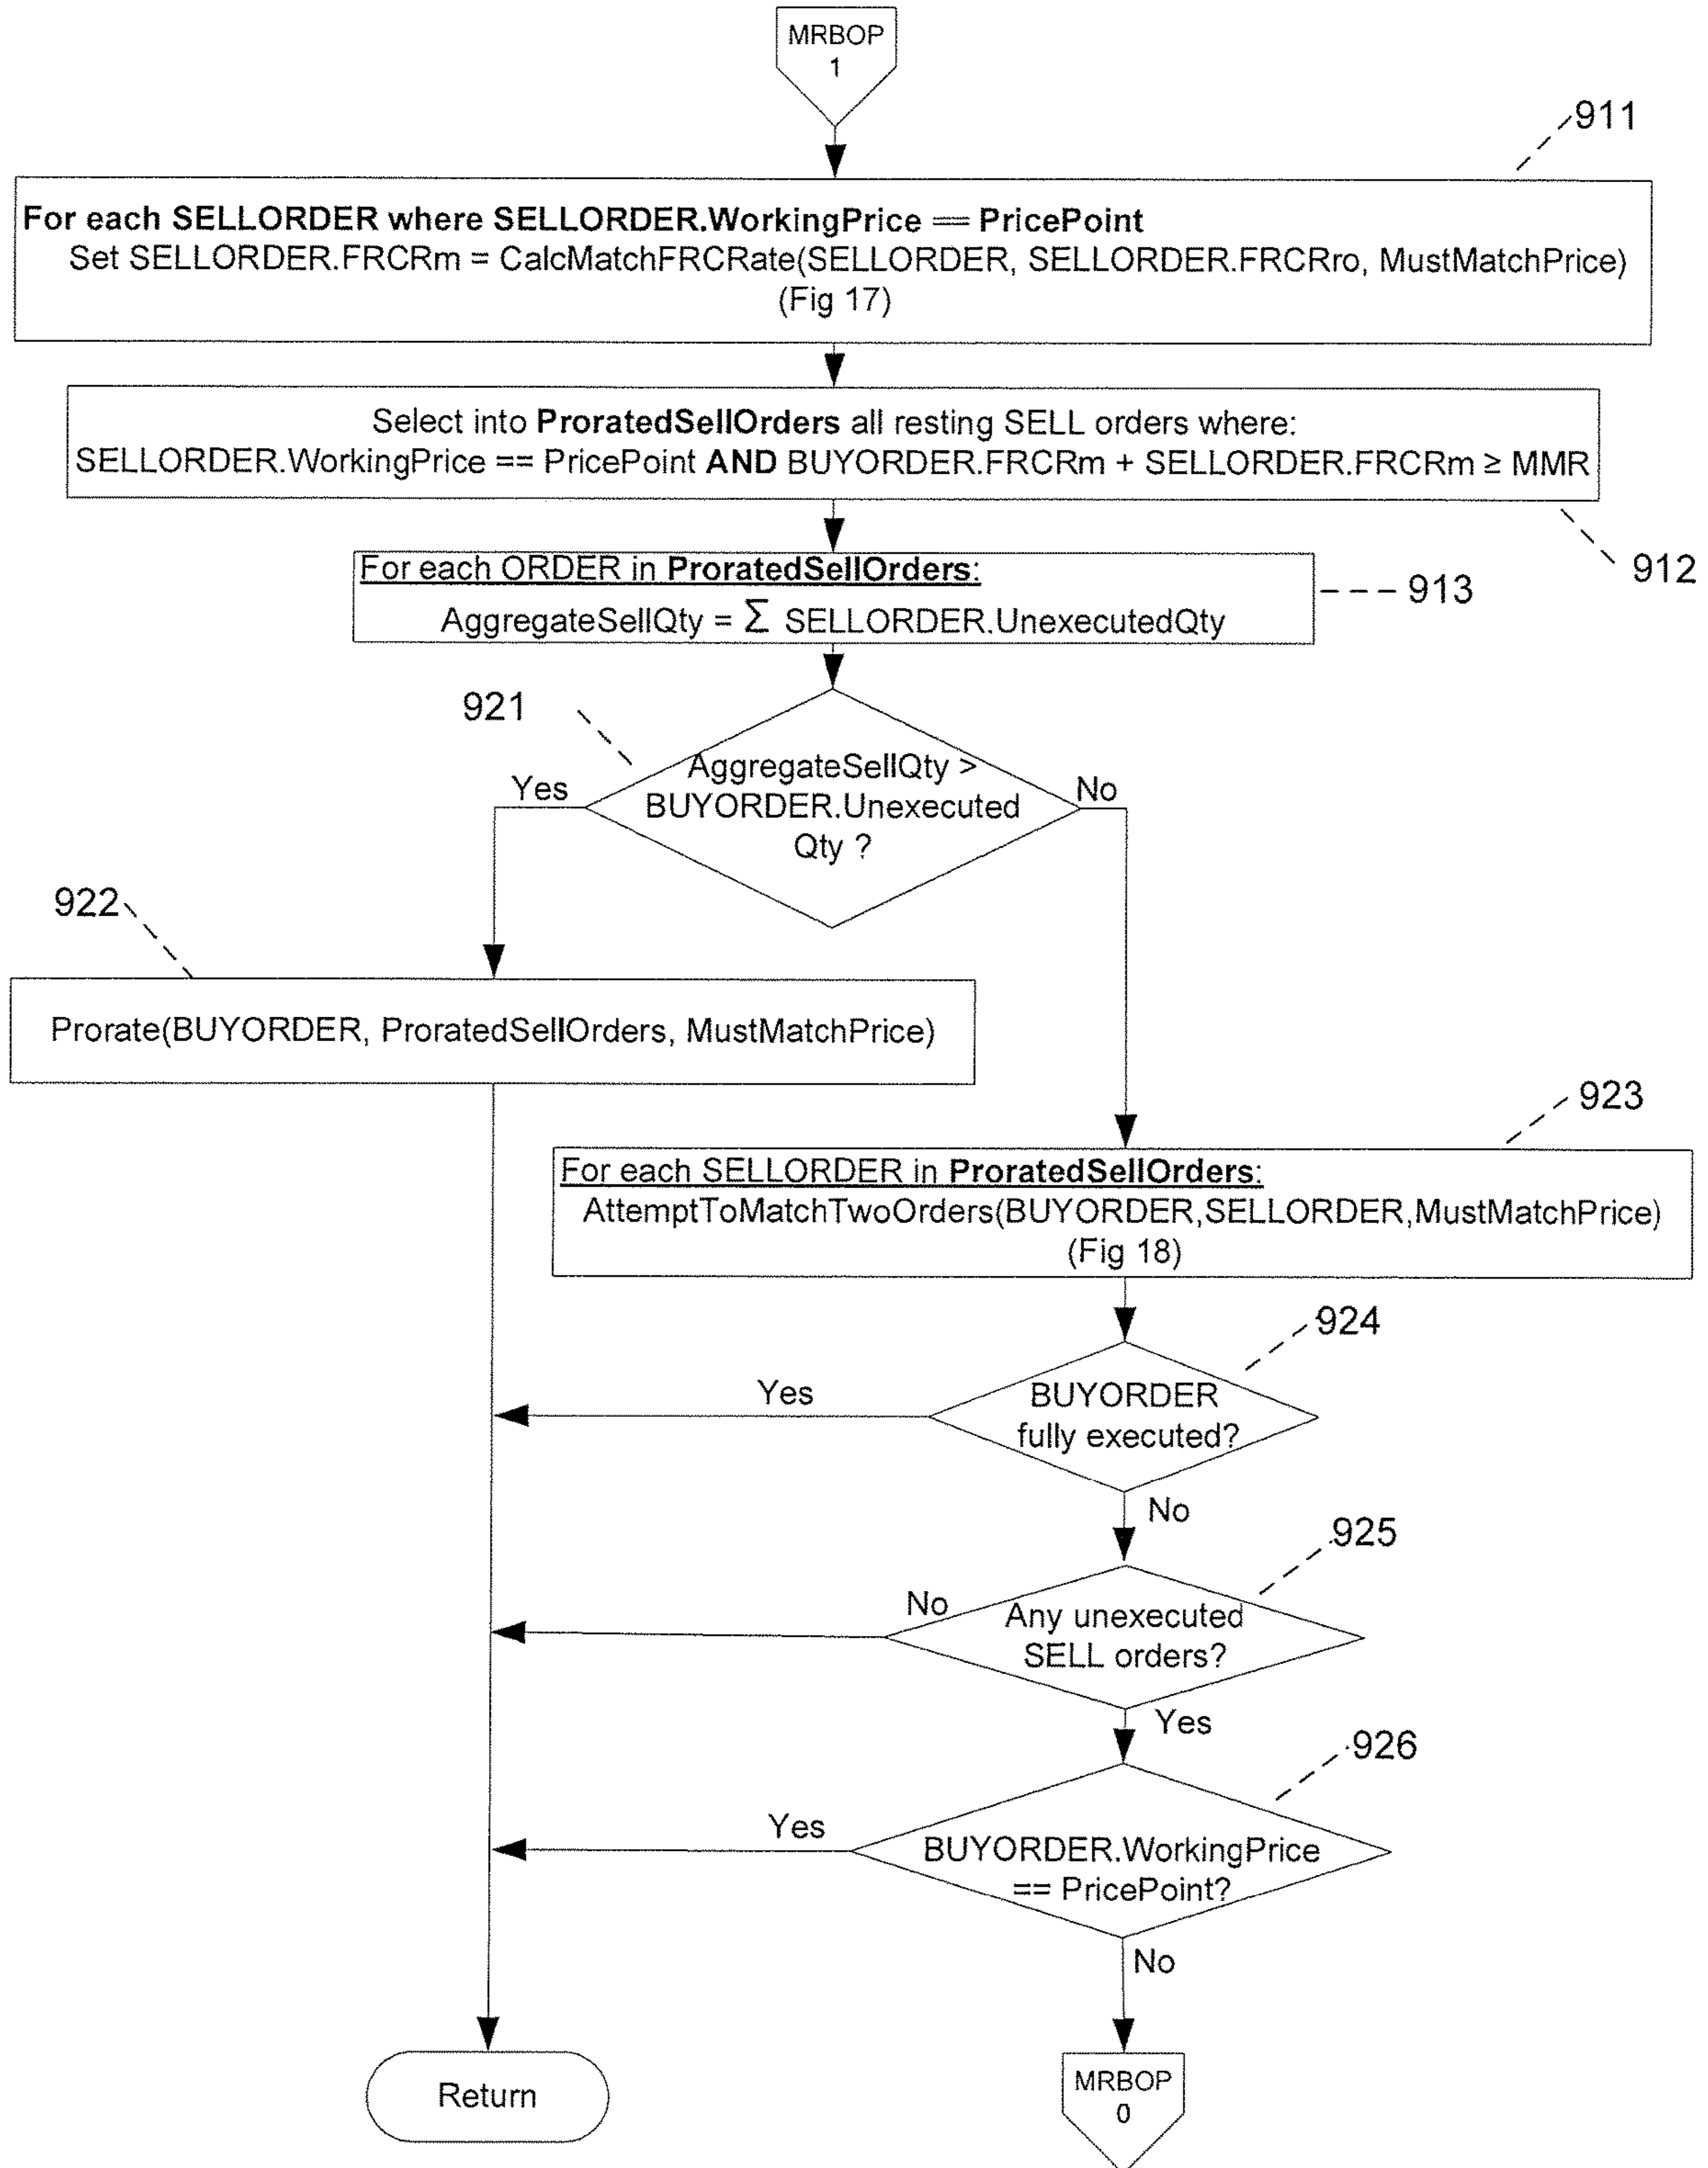 MRBOP
1
911
For each SELLORDER where SELLORDER.WorkingPrice == PricePoint
Set SELLORDER.FRCRm = CalcMatchFRCRate(SELLORDER, SELLORDER.FRCRro, MustMatchPrice)
(Fig 17)
Select into ProratedSellOrders all resting SELL orders where:
SELLORDER.WorkingPrice == PricePoint AND BUYORDER.FRCRm + SELLORDER.FRCRm ≥ MMR
912
For each ORDER in ProratedSellOrders:
AggregateSellQty = Σ SELLORDER.UnexecutedQty
913
921
AggregateSellQty >
BUYORDER.Unexecuted
Qty ?
Yes
No
922
Prorate(BUYORDER, ProratedSellOrders, MustMatchPrice)
923
For each SELLORDER in ProratedSellOrders:
AttemptToMatchTwoOrders(BUYORDER,SELLORDER,MustMatchPrice)
(Fig 18)
924
Yes
BUYORDER
fully executed?
No
925
No
Any unexecuted
SELL orders?
Yes
926
Yes
BUYORDER.WorkingPrice
== PricePoint?
No
Return
MRBOP
0